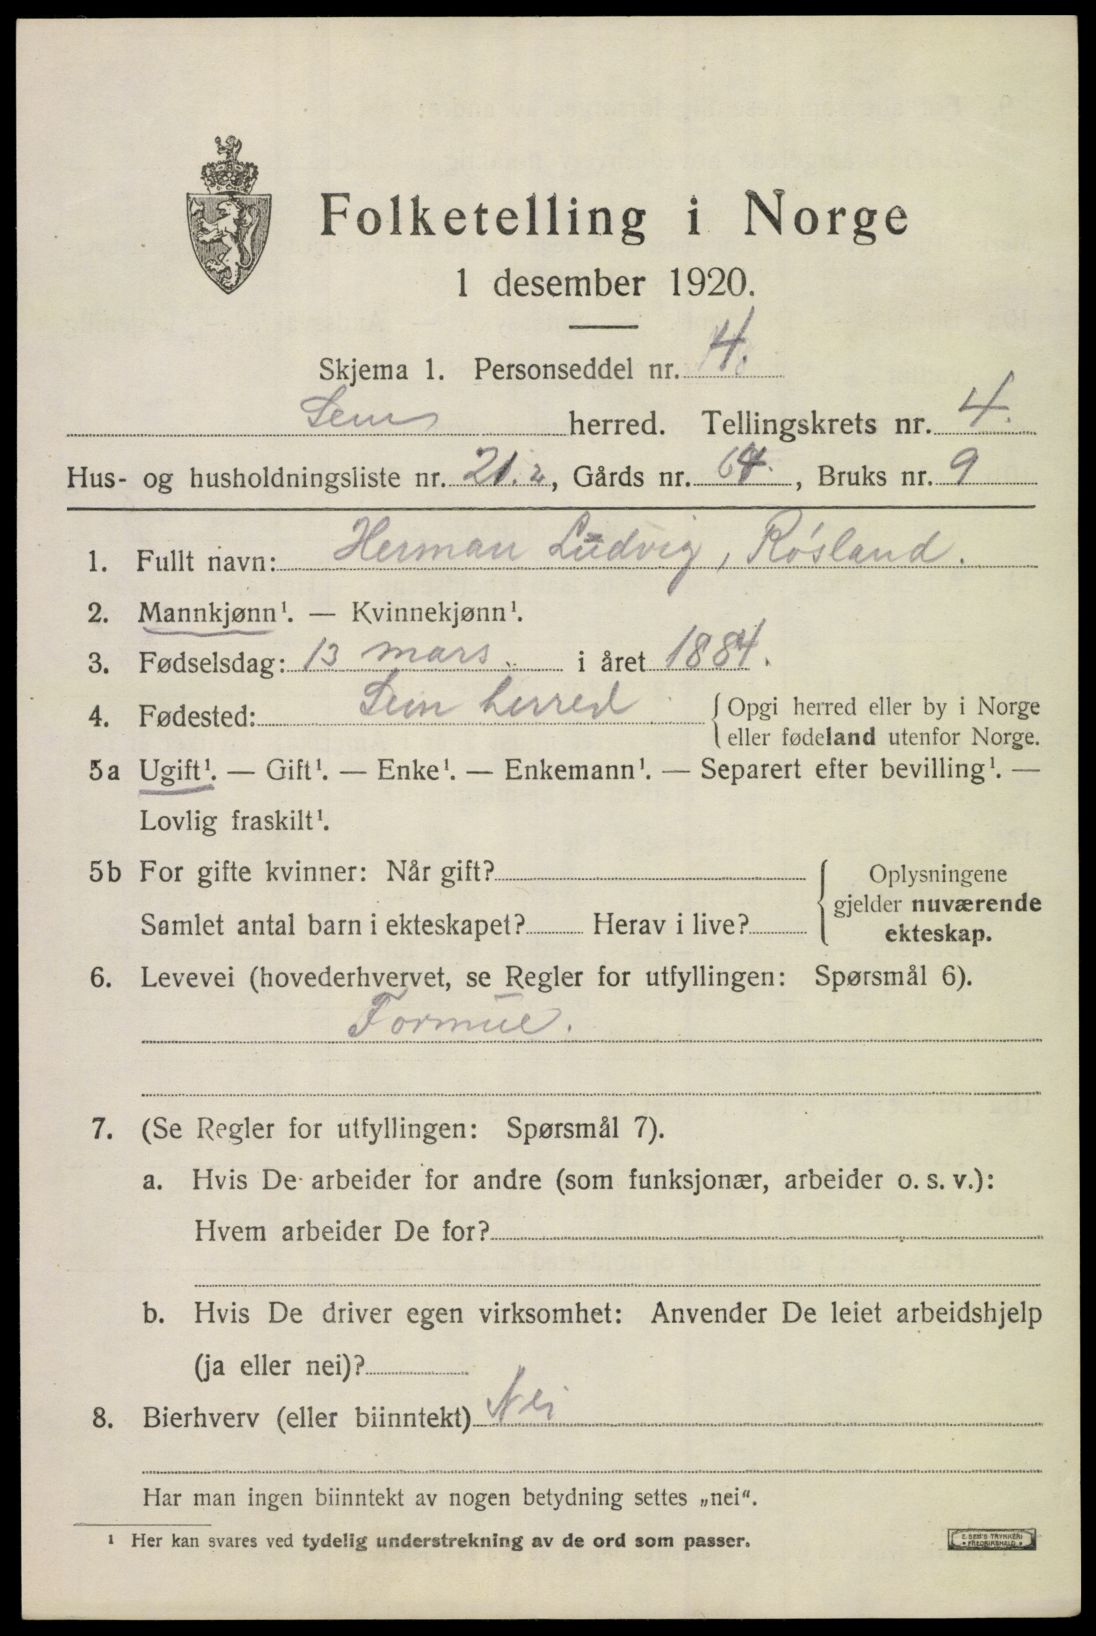 Folketelling i Norge
1 desember 1920.
Skjema 1. Personseddel nr. 4.
Sem herred. Tellingskrets nr. 4.
Hus- og husholdningsliste nr. 21.2, Gårds nr. 64., Bruks nr. 9
1. Fullt navn: Herman Ludvig, Røsland.
2. Mannkjønn¹. — Kvinnekjønn¹.
3. Fødselsdag: 13 mars. i året 1884.
4. Fødested: Sem herred { Opgi herred eller by i Norge
eller fødeland utenfor Norge.
5a Ugift¹. — Gift¹. — Enke¹. — Enkemann¹. — Separert efter bevilling¹. —
Lovlig fraskilt¹.
5b For gifte kvinner: Når gift? { Oplysningene
gjelder nuværende
Samlet antal barn i ekteskapet? Herav i live?
ekteskap.
6. Levevei (hovederhvervet, se Regler for utfyllingen: Spørsmål 6).
Formue.
7. (Se Regler for utfyllingen: Spørsmål 7).
a. Hvis De arbeider for andre (som funksjonær, arbeider o. s. v.):
Hvem arbeider De for?
b. Hvis De driver egen virksomhet: Anvender De leiet arbeidshjelp
(ja eller nei)?
8. Bierhverv (eller biinntekt) Nei
Har man ingen biinntekt av nogen betydning settes „nei“.
¹ Her kan svares ved tydelig understrekning av de ord som passer.
E. SEM'S TRYKKERI
FREDRIKSHALD